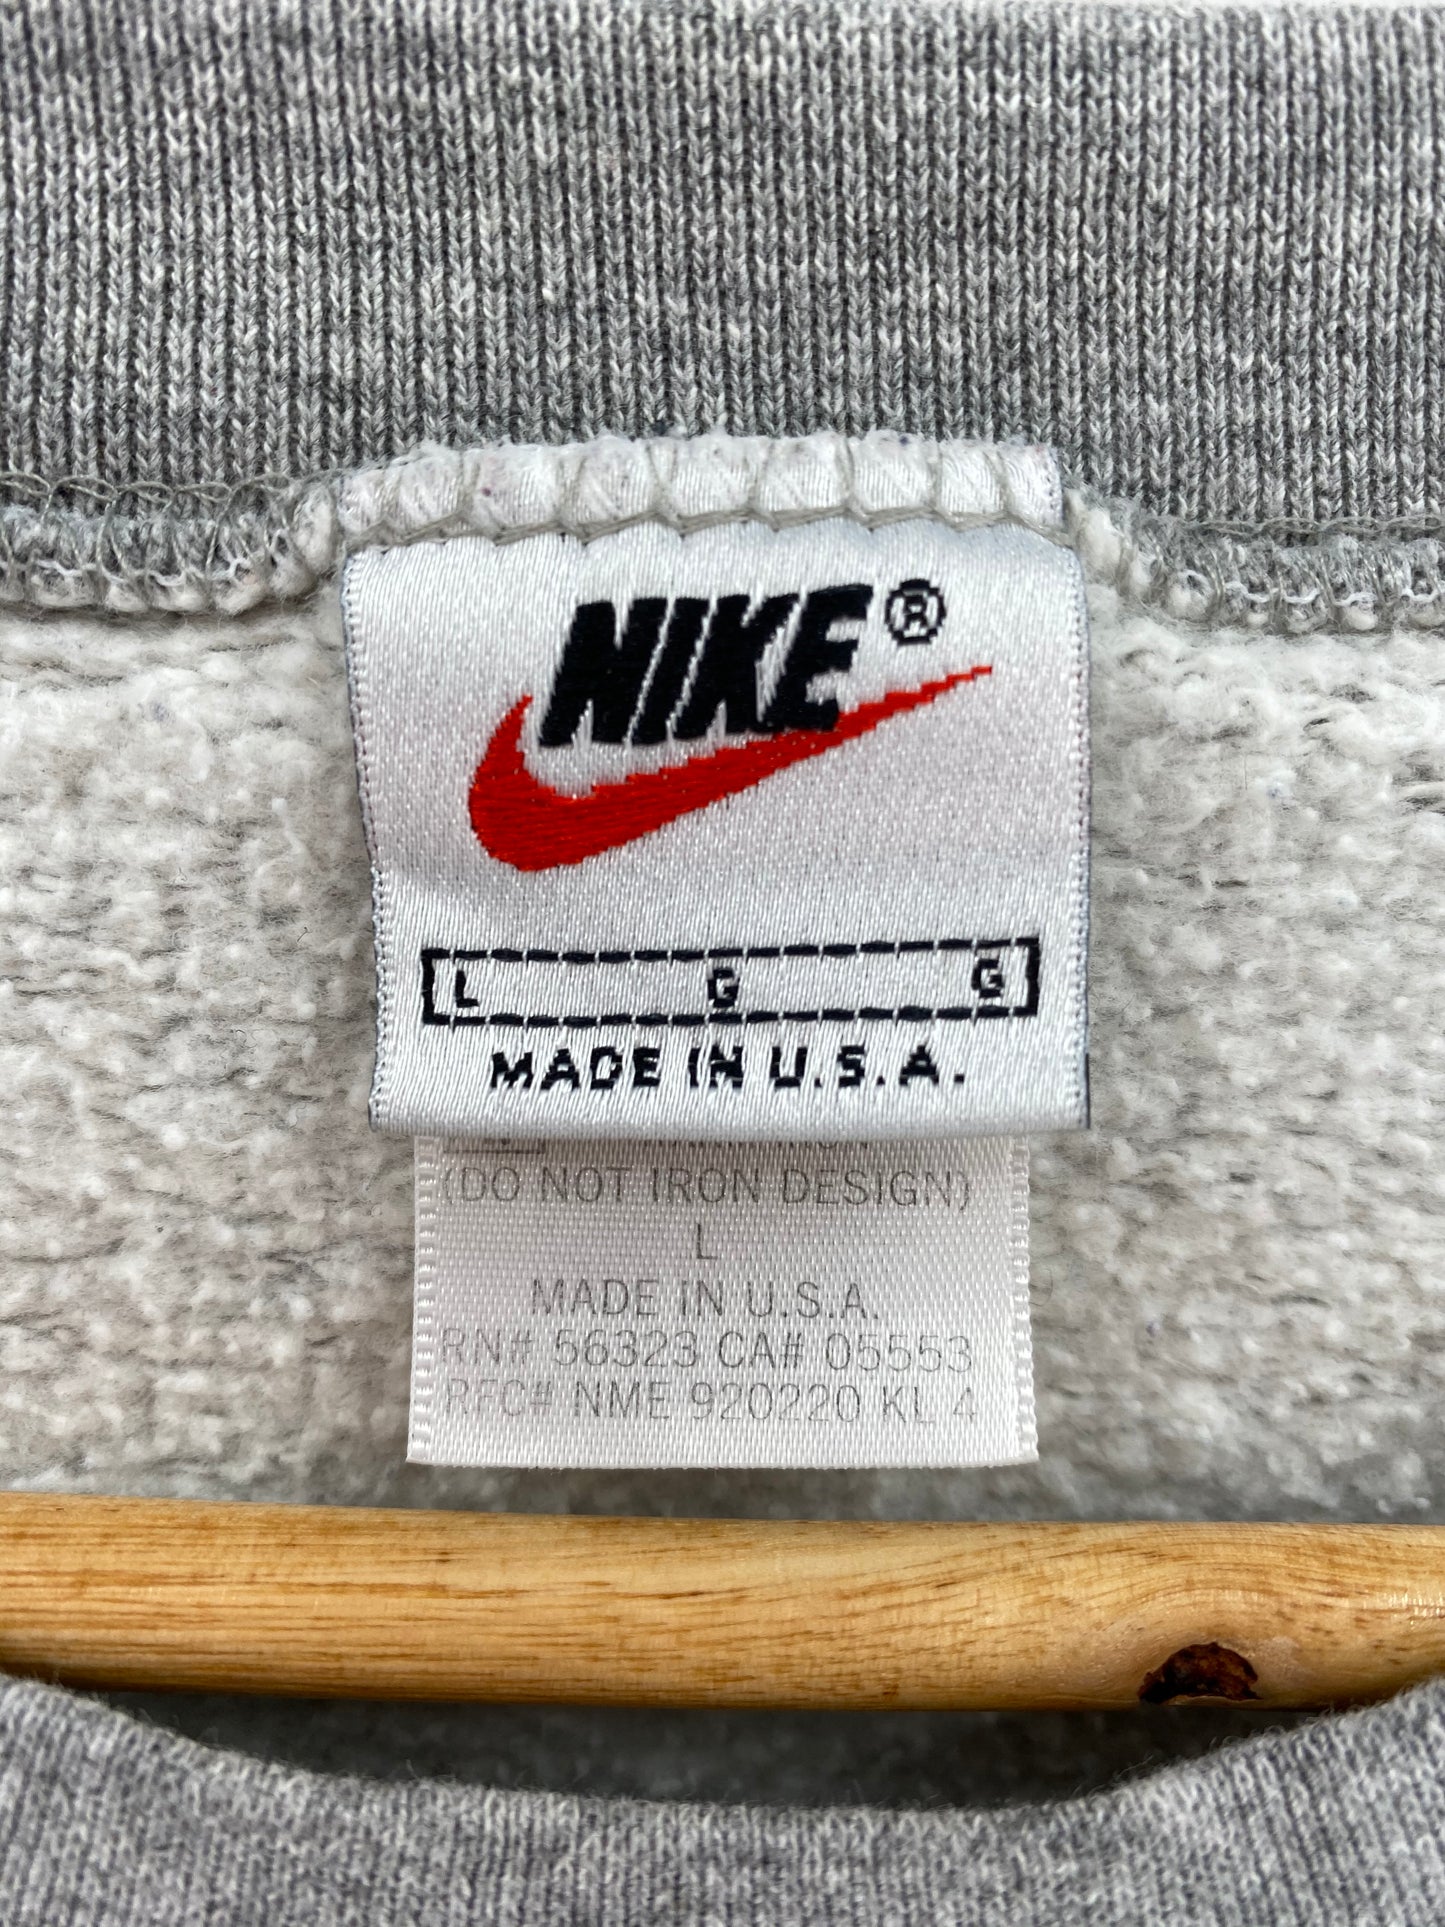 NIKE®
L G G
MADE IN U.S.A.
(DO NOT IRON DESIGN)
L
MADE IN U.S.A.
RN# 56323 CA# 05553
RFC# NME 920220 KL 4